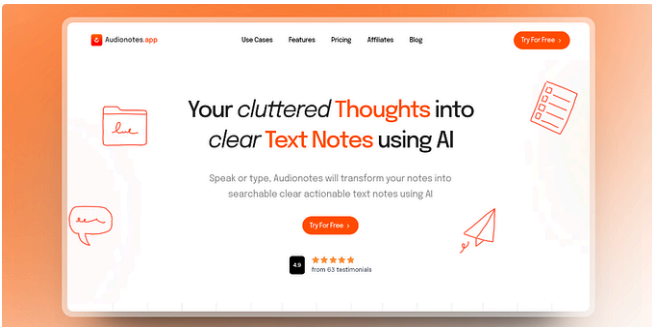 Audionotes.app
Use Cases Features Pricing Affiliates Blog
Try For Free
Your cluttered Thoughts into
clear Text Notes using AI
Speak or type, Audionotes will transform your notes into
searchable clear actionable text notes using AI
Try For Free
4.9
from 63 testimonials